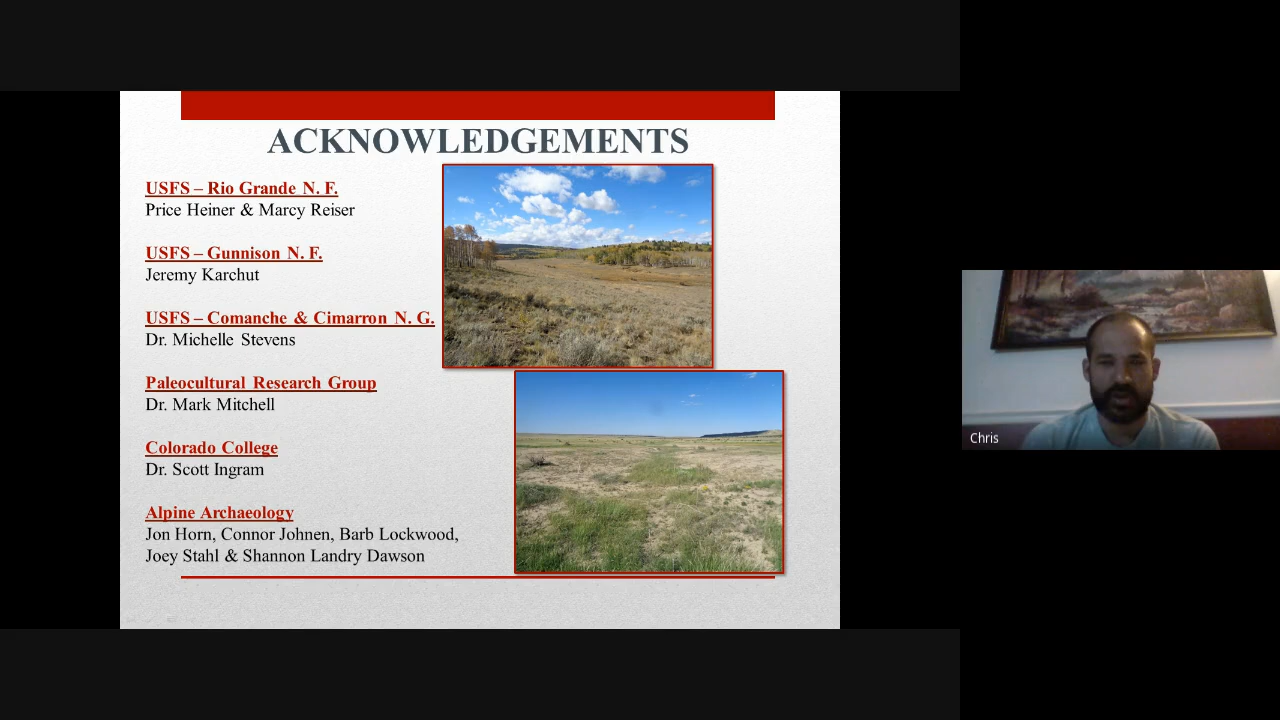 ACKNOWLEDGEMENTS
USFS – Rio Grande N. F.
Price Heiner & Marcy Reiser
USFS – Gunnison N. F.
Jeremy Karchut
USFS – Comanche & Cimarron N. G.
Dr. Michelle Stevens
Paleocultural Research Group
Dr. Mark Mitchell
Colorado College
Dr. Scott Ingram
Alpine Archaeology
Jon Horn, Connor Johnen, Barb Lockwood,
Joey Stahl & Shannon Landry Dawson
Chris